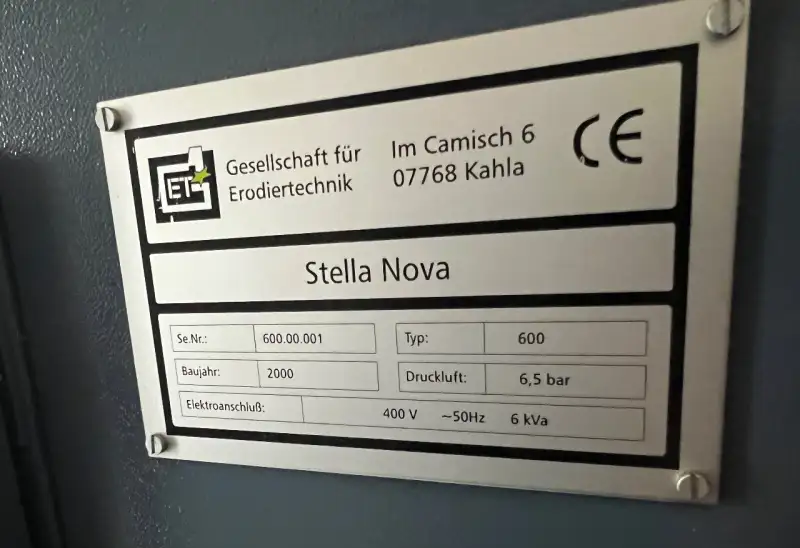 ET
Gesellschaft für
Erodiertechnik
Im Camisch 6
07768 Kahla
CE
Stella Nova
Se.Nr.: 600.00.001
Typ: 600
Baujahr: 2000
Druckluft: 6,5 bar
Elektroanschluß: 400 V ~50Hz 6 kVa